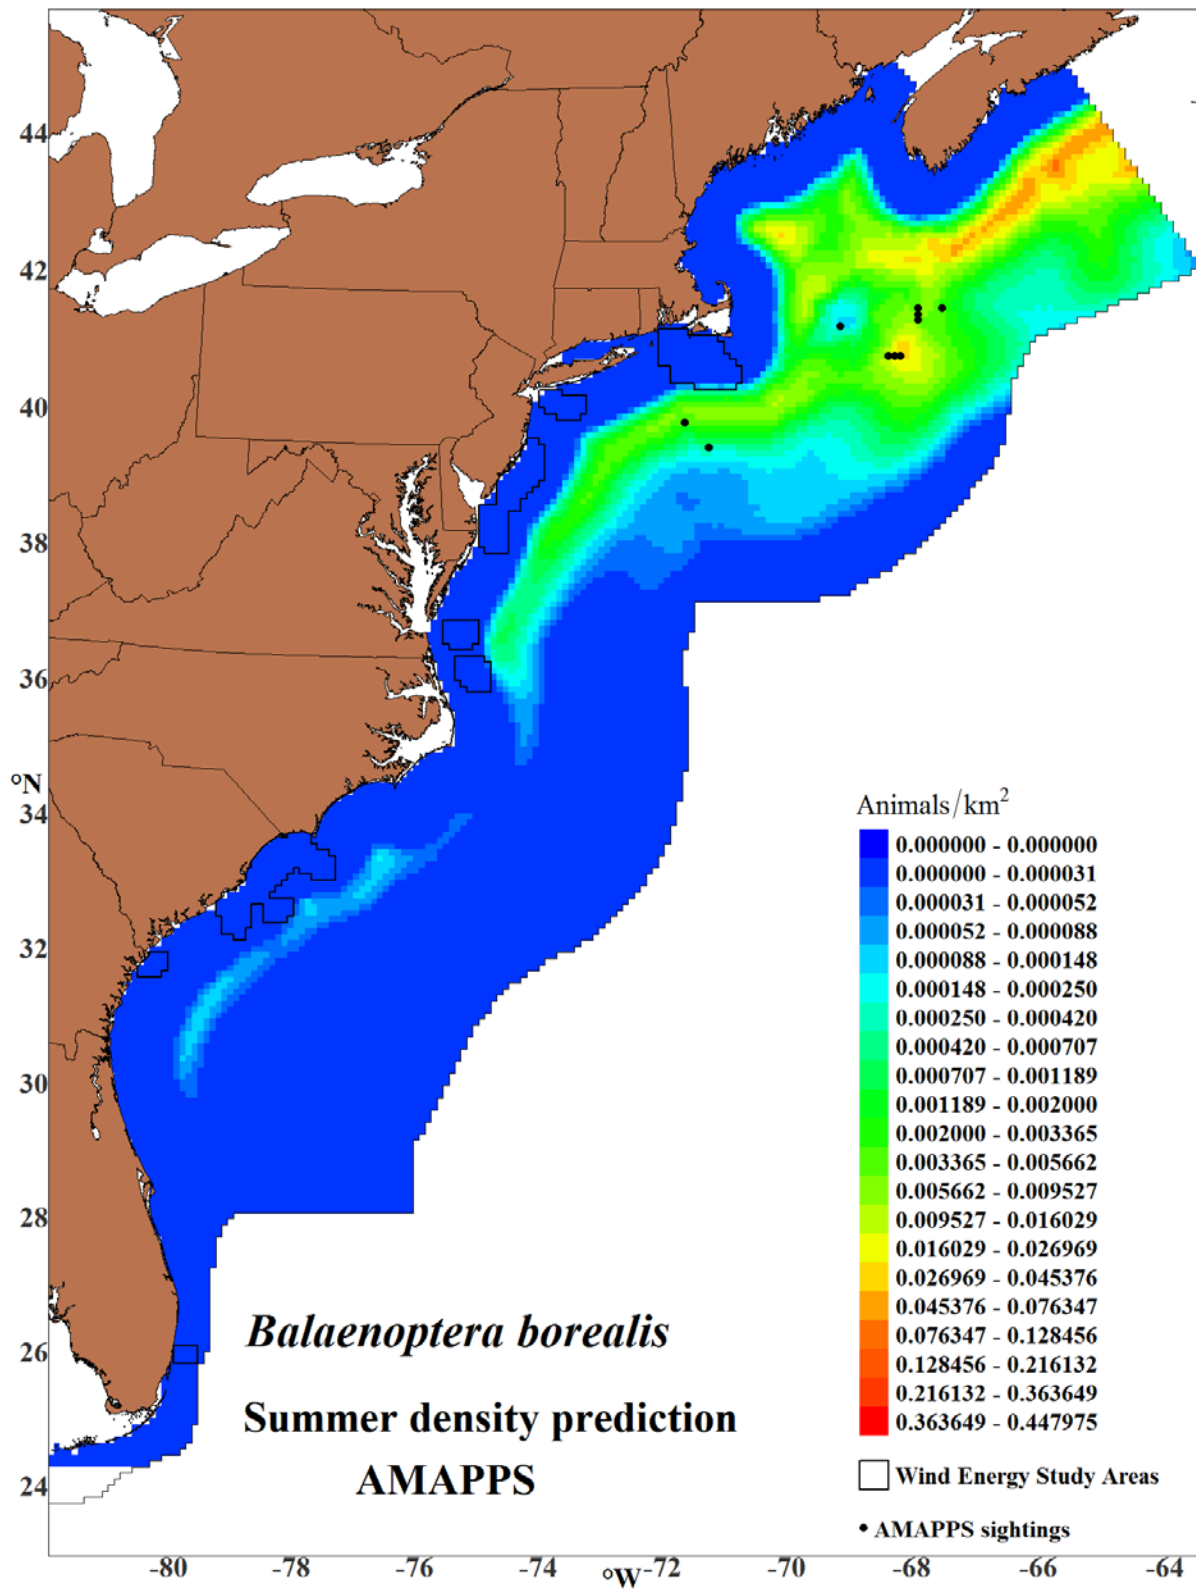 44
42
40
38
36
°N
34
32
30
28
26
24
-80
-78
-76
-74
°W
-72
-70
-68
-66
-64
Animals/km²
0.000000 - 0.000000
0.000000 - 0.000031
0.000031 - 0.000052
0.000052 - 0.000088
0.000088 - 0.000148
0.000148 - 0.000250
0.000250 - 0.000420
0.000420 - 0.000707
0.000707 - 0.001189
0.001189 - 0.002000
0.002000 - 0.003365
0.003365 - 0.005662
0.005662 - 0.009527
0.009527 - 0.016029
0.016029 - 0.026969
0.026969 - 0.045376
0.045376 - 0.076347
0.076347 - 0.128456
0.128456 - 0.216132
0.216132 - 0.363649
0.363649 - 0.447975
Wind Energy Study Areas
AMAPPS sightings
Balaenoptera borealis
Summer density prediction
AMAPPS